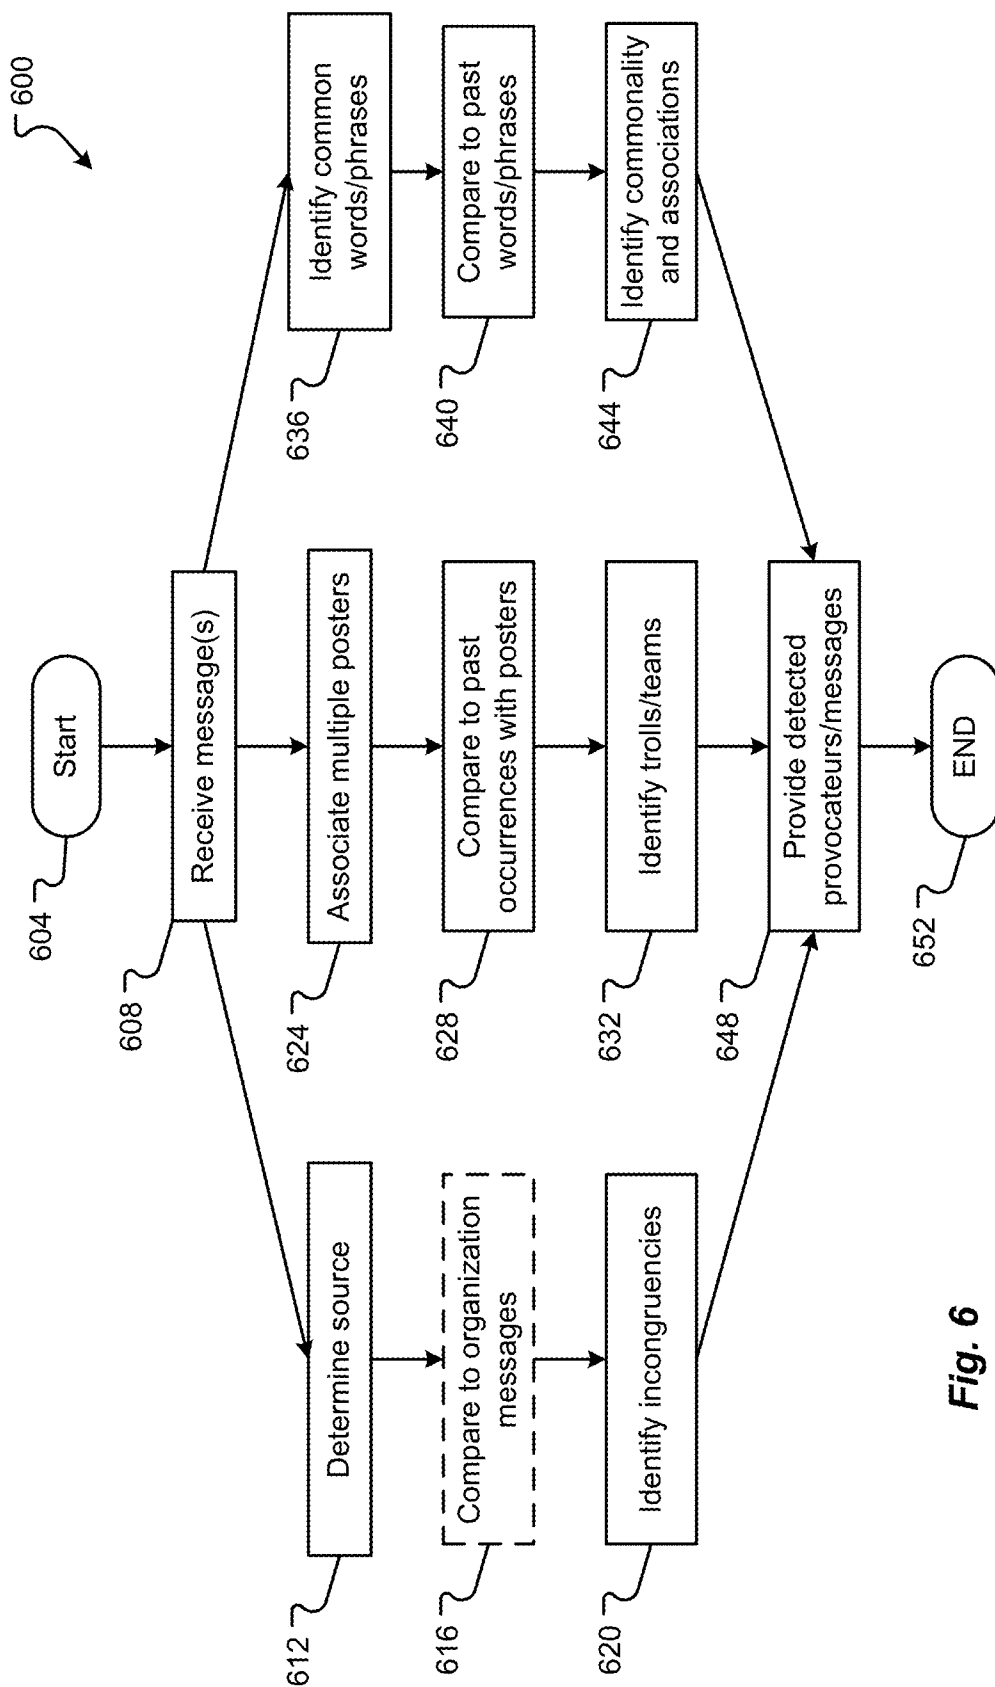 600
604
Start
608
Receive message(s)
612
Determine source
616
Compare to organization
messages
620
Identify incongruencies
624
Associate multiple posters
628
Compare to past
occurrences with posters
632
Identify trolls/teams
636
Identify common
words/phrases
640
Compare to past
words/phrases
644
Identify commonality
and associations
648
Provide detected
provocateurs/messages
652
END
Fig. 6